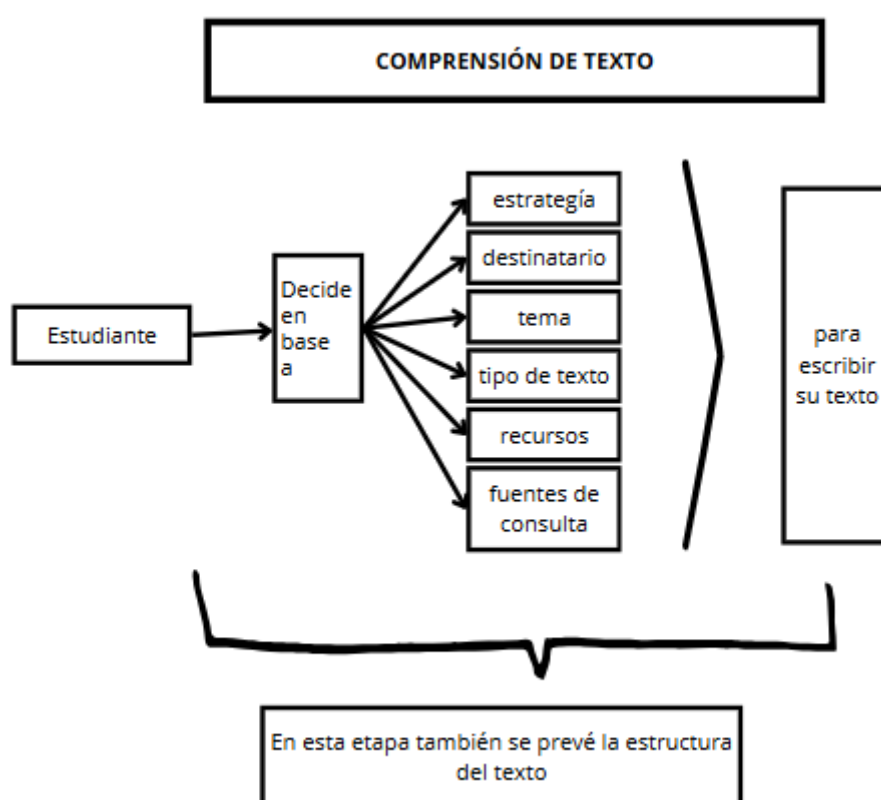 COMPRENSIÓN DE TEXTO
Estudiante
Decide
en
base
a
estrategía
destinatario
tema
tipo de texto
recursos
fuentes de
consulta
para
escribir
su texto
En esta etapa también se prevé la estructura
del texto